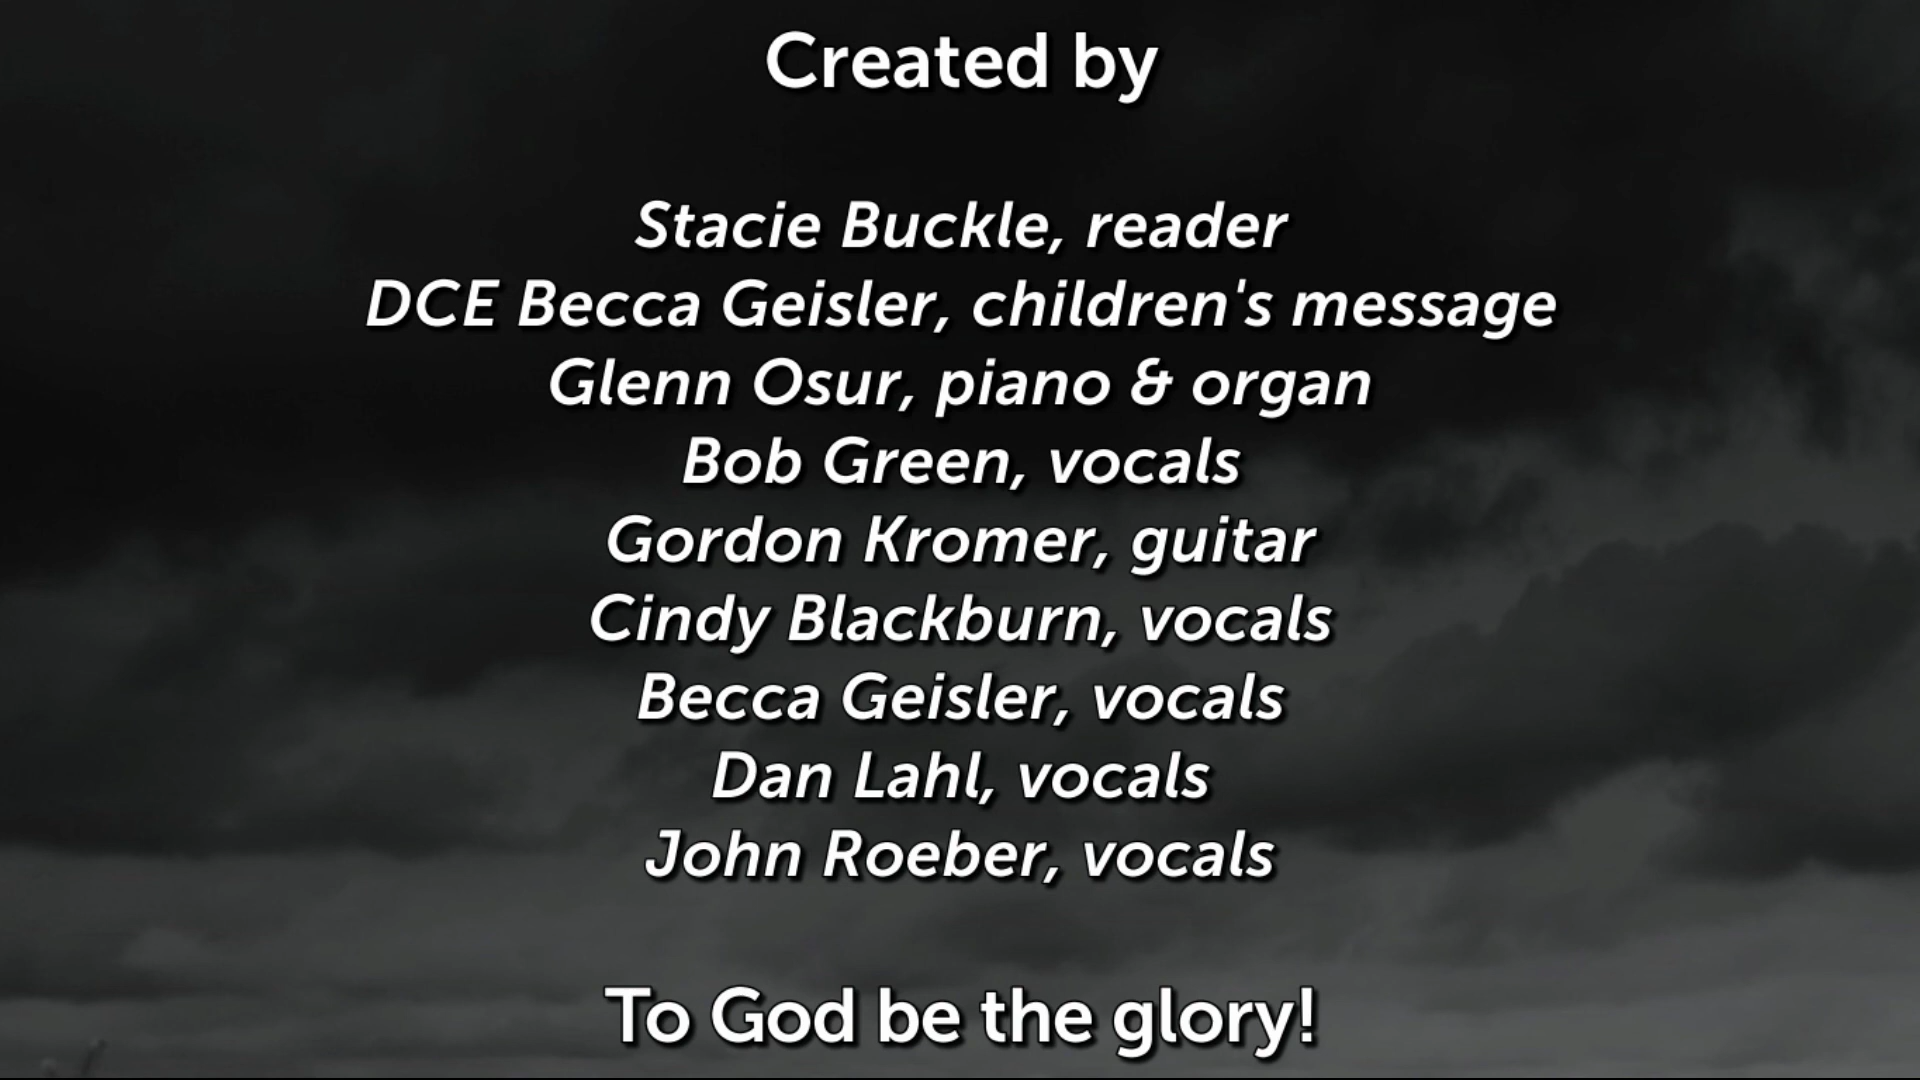 Created by
Stacie Buckle, reader
DCE Becca Geisler, children's message
Glenn Osur, piano & organ
Bob Green, vocals
Gordon Kromer, guitar
Cindy Blackburn, vocals
Becca Geisler, vocals
Dan Lahl, vocals
John Roeber, vocals
To God be the glory!